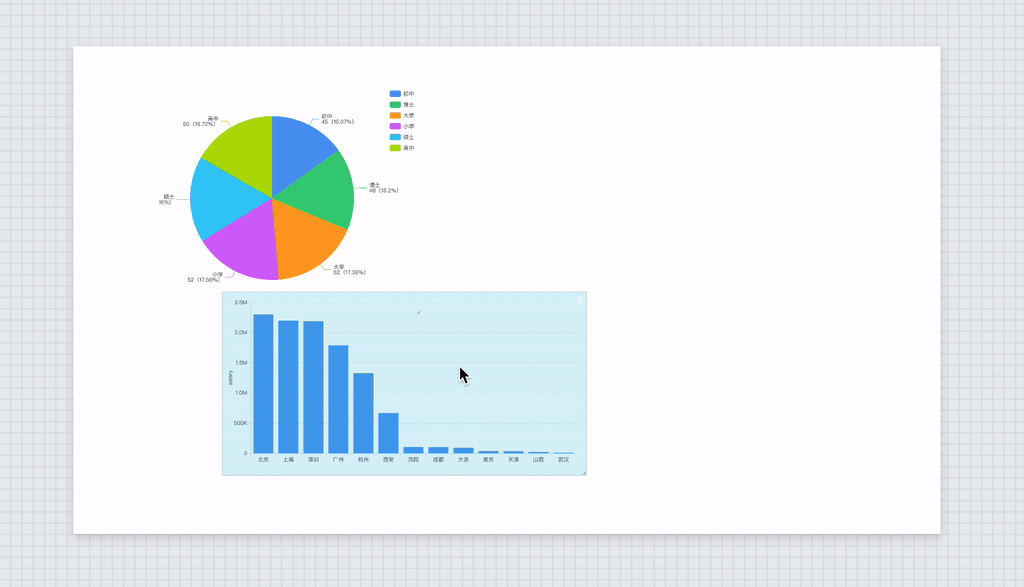 初中
博士
大学
小学
硕士
高中
高中
50 (16.72%)
初中
45 (15.07%)
博士
48 (16.2%)
硕士
大学
52 (17.39%)
小学
52 (17.56%)
2.5M
2.0M
1.5M
1.0M
500K
0
salary
北京 上海 深圳 广州 杭州 西安 沈阳 成都 大连 南京 天津 山西 武汉